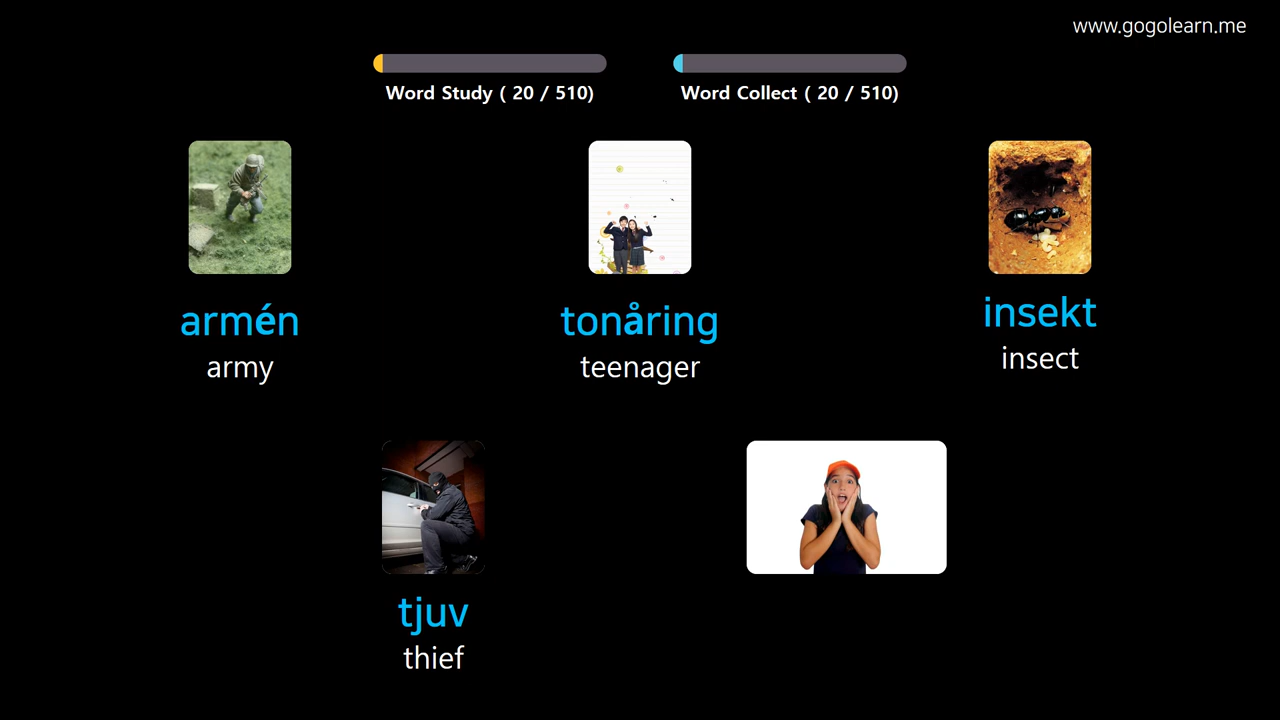 www.gogolearn.me
Word Study ( 20 / 510)
Word Collect ( 20 / 510)
armén
army
tonåring
teenager
insekt
insect
tjuv
thief